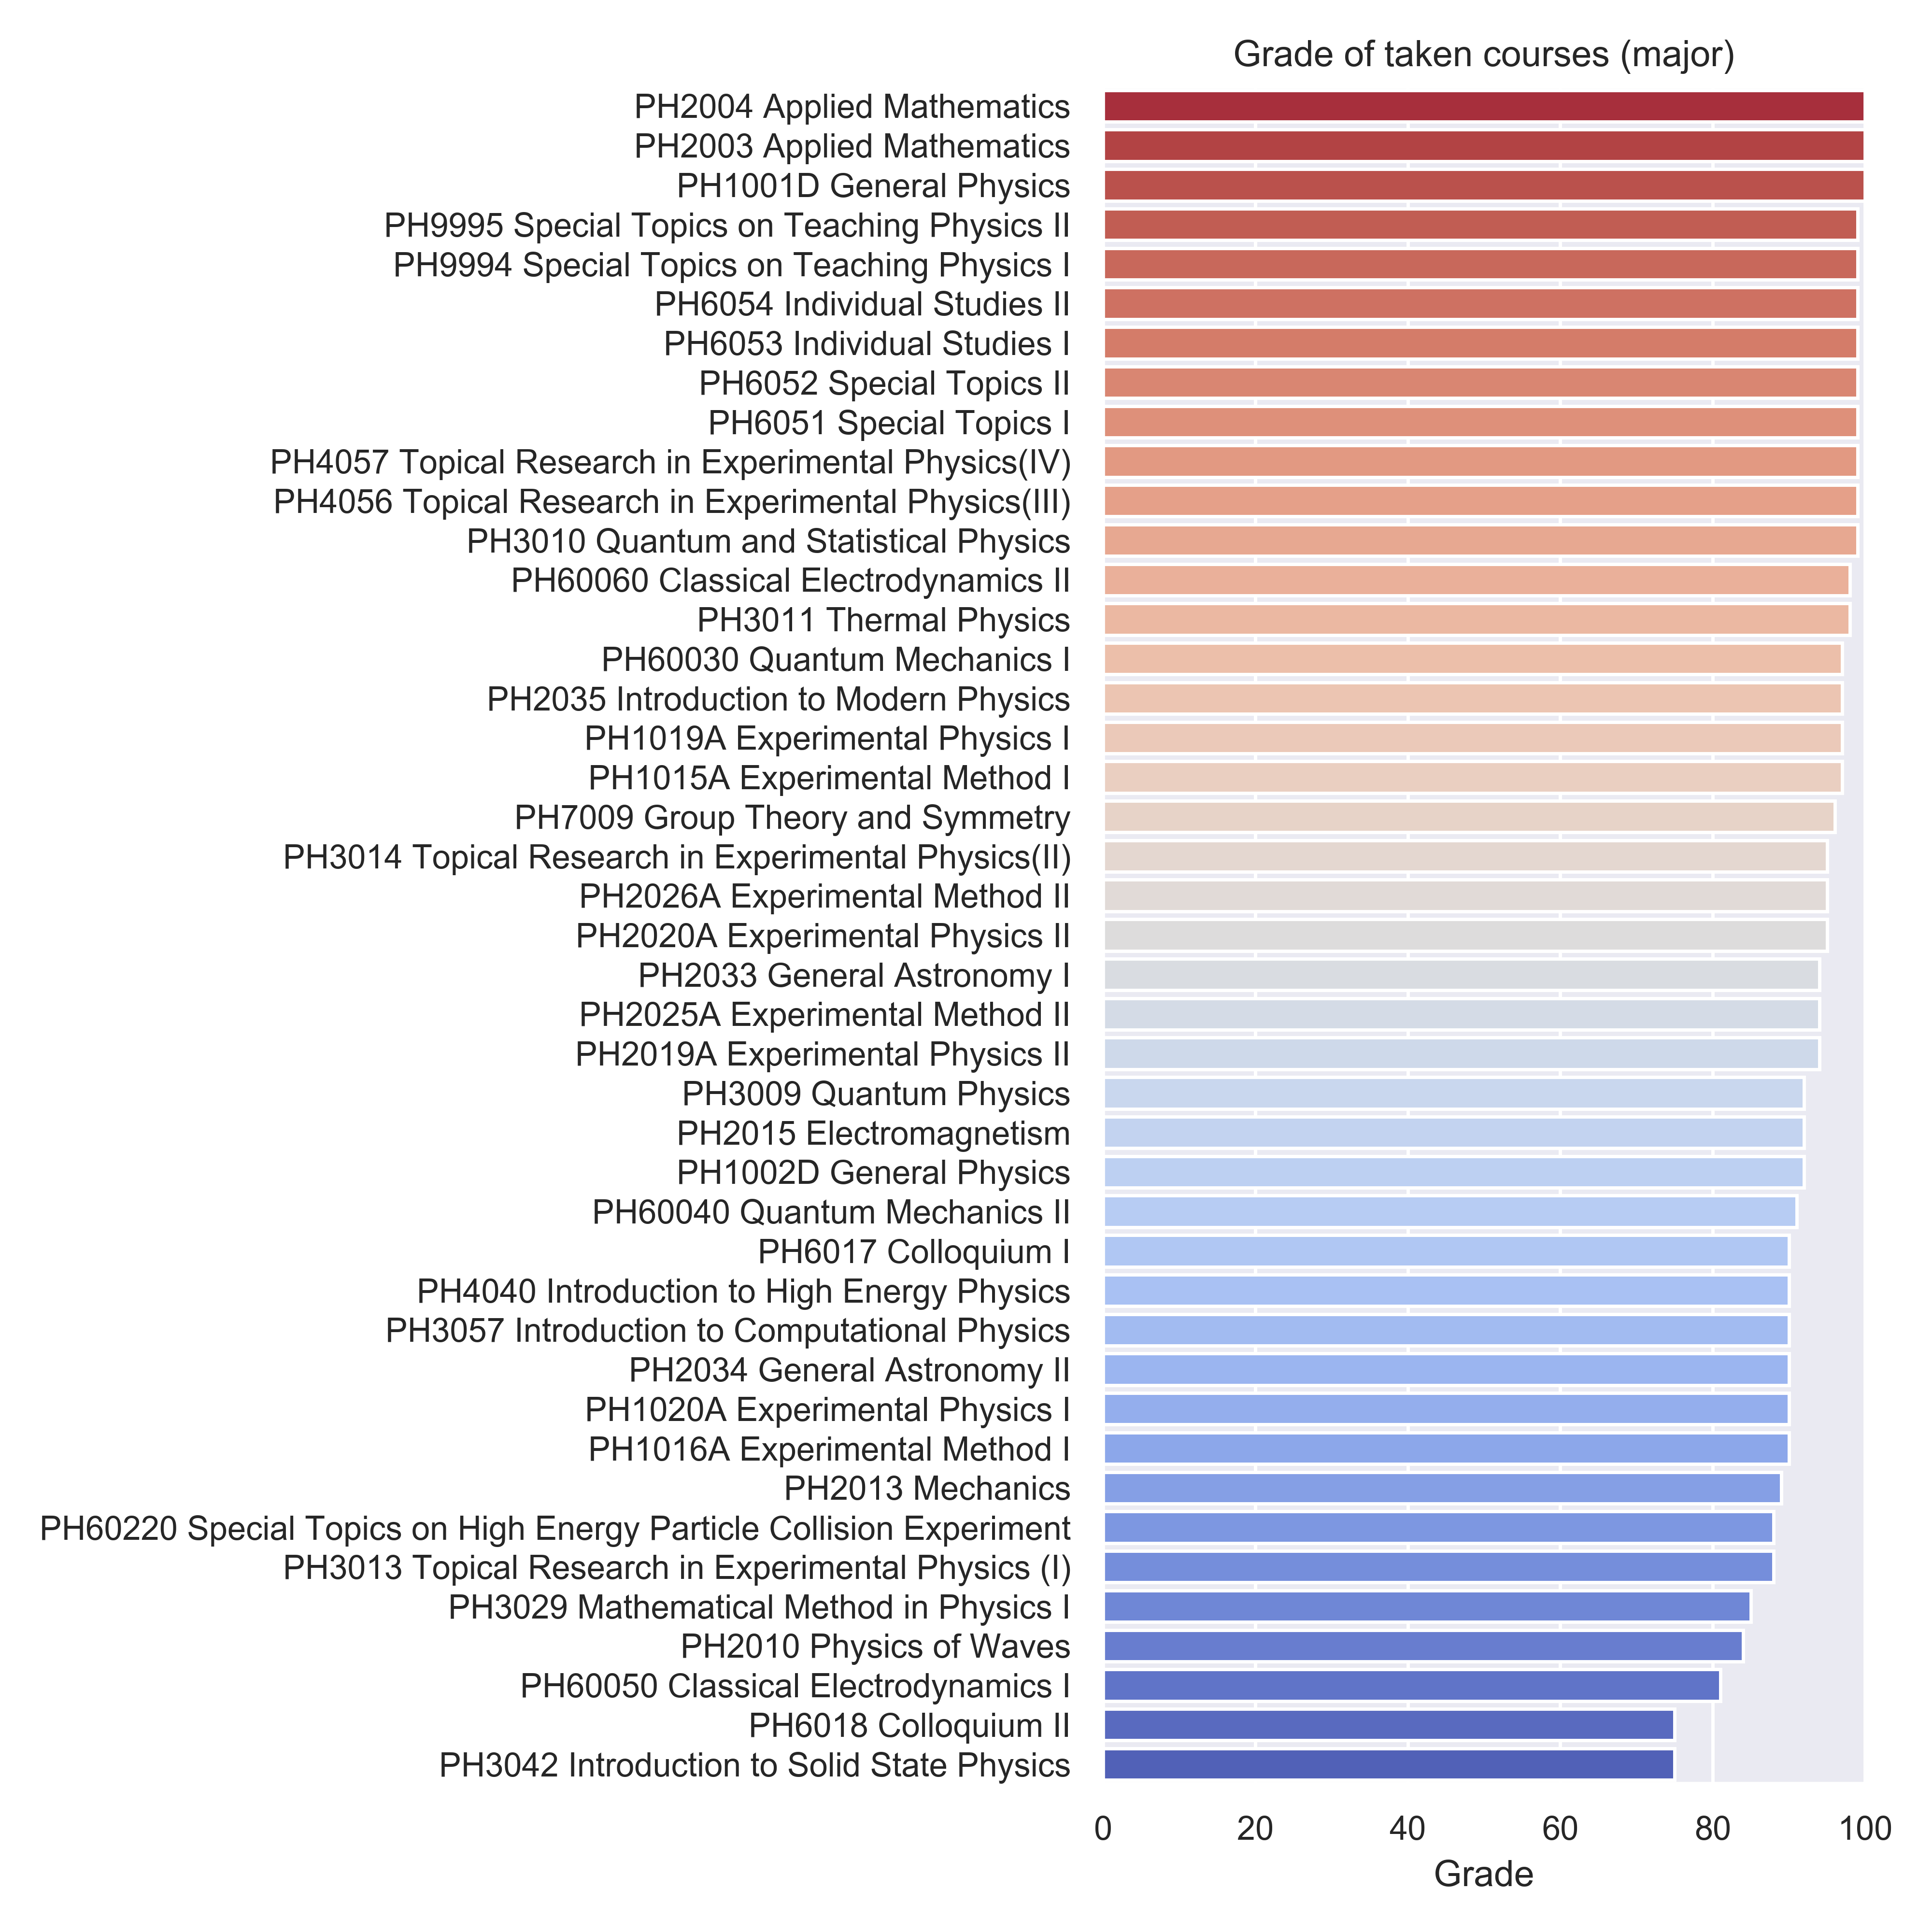 Grade of taken courses (major)
PH2004 Applied Mathematics
PH2003 Applied Mathematics
PH1001D General Physics
PH9995 Special Topics on Teaching Physics II
PH9994 Special Topics on Teaching Physics I
PH6054 Individual Studies II
PH6053 Individual Studies I
PH6052 Special Topics II
PH6051 Special Topics I
PH4057 Topical Research in Experimental Physics(IV)
PH4056 Topical Research in Experimental Physics(III)
PH3010 Quantum and Statistical Physics
PH60060 Classical Electrodynamics II
PH3011 Thermal Physics
PH60030 Quantum Mechanics I
PH2035 Introduction to Modern Physics
PH1019A Experimental Physics I
PH1015A Experimental Method I
PH7009 Group Theory and Symmetry
PH3014 Topical Research in Experimental Physics(II)
PH2026A Experimental Method II
PH2020A Experimental Physics II
PH2033 General Astronomy I
PH2025A Experimental Method II
PH2019A Experimental Physics II
PH3009 Quantum Physics
PH2015 Electromagnetism
PH1002D General Physics
PH60040 Quantum Mechanics II
PH6017 Colloquium I
PH4040 Introduction to High Energy Physics
PH3057 Introduction to Computational Physics
PH2034 General Astronomy II
PH1020A Experimental Physics I
PH1016A Experimental Method I
PH2013 Mechanics
PH60220 Special Topics on High Energy Particle Collision Experiment
PH3013 Topical Research in Experimental Physics (I)
PH3029 Mathematical Method in Physics I
PH2010 Physics of Waves
PH60050 Classical Electrodynamics I
PH6018 Colloquium II
PH3042 Introduction to Solid State Physics
0 20 40 60 80 100
Grade